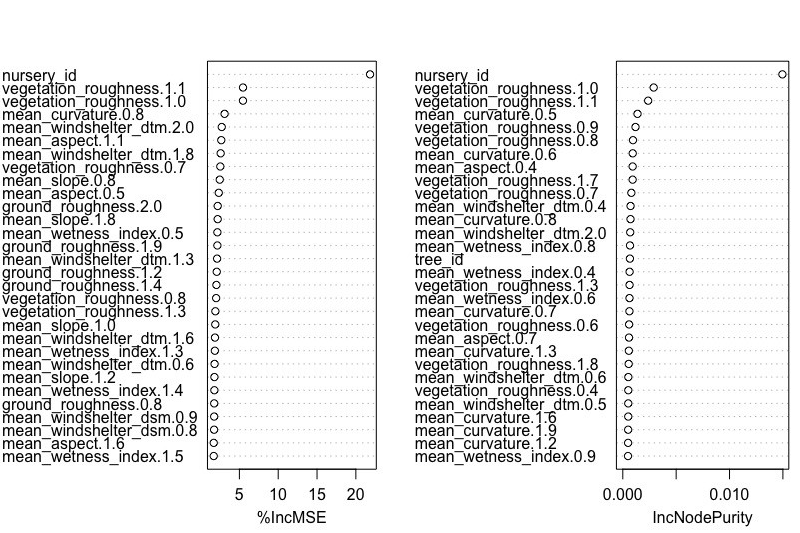 nursery_id
vegetation_roughness.1.1
vegetation_roughness.1.0
mean_curvature.0.8
mean_windshelter_dtm.2.0
mean_aspect.1.1
mean_windshelter_dtm.1.8
vegetation_roughness.0.7
mean_slope.0.8
mean_aspect.0.5
ground_roughness.2.0
mean_slope.1.8
mean_wetness_index.0.5
ground_roughness.1.9
mean_windshelter_dtm.1.3
ground_roughness.1.2
ground_roughness.1.4
vegetation_roughness.0.8
vegetation_roughness.1.3
mean_slope.1.0
mean_windshelter_dtm.1.6
mean_wetness_index.1.3
mean_windshelter_dtm.0.6
mean_slope.1.2
mean_wetness_index.1.4
ground_roughness.0.8
mean_windshelter_dsm.0.9
mean_windshelter_dsm.0.8
mean_aspect.1.6
mean_wetness_index.1.5
5 10 15 20
%IncMSE
nursery_id
vegetation_roughness.1.0
vegetation_roughness.1.1
mean_curvature.0.5
vegetation_roughness.0.9
vegetation_roughness.0.8
mean_curvature.0.6
mean_aspect.0.4
vegetation_roughness.1.7
vegetation_roughness.0.7
mean_windshelter_dtm.0.4
mean_curvature.0.8
mean_windshelter_dtm.2.0
mean_wetness_index.0.8
tree_id
mean_wetness_index.0.4
vegetation_roughness.1.3
mean_wetness_index.0.6
mean_curvature.0.7
vegetation_roughness.0.6
mean_aspect.0.7
mean_curvature.1.3
vegetation_roughness.1.8
mean_windshelter_dtm.0.6
vegetation_roughness.0.4
mean_windshelter_dtm.0.5
mean_curvature.1.6
mean_curvature.1.9
mean_curvature.1.2
mean_wetness_index.0.9
0.000 0.010
IncNodePurity